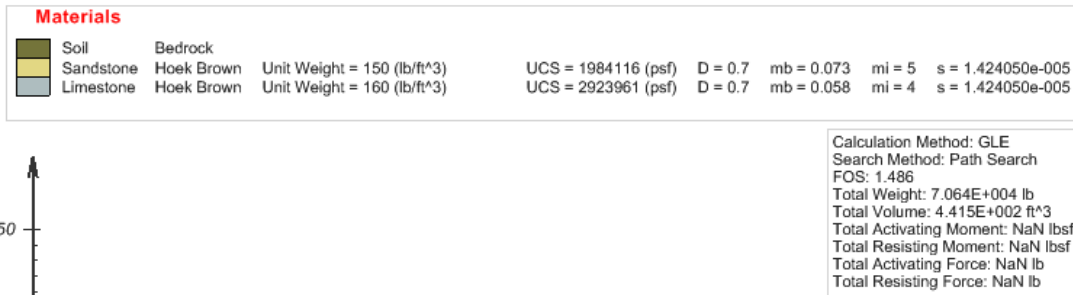 Materials
Soil Bedrock
Sandstone Hoek Brown Unit Weight = 150 (lb/ft^3) UCS = 1984116 (psf) D = 0.7 mb = 0.073 mi = 5 s = 1.424050e-005
Limestone Hoek Brown Unit Weight = 160 (lb/ft^3) UCS = 2923961 (psf) D = 0.7 mb = 0.058 mi = 4 s = 1.424050e-005
Calculation Method: GLE
Search Method: Path Search
FOS: 1.486
Total Weight: 7.064E+004 lb
Total Volume: 4.415E+002 ft^3
Total Activating Moment: NaN lbsf
Total Resisting Moment: NaN lbsf
Total Activating Force: NaN lb
Total Resisting Force: NaN lb